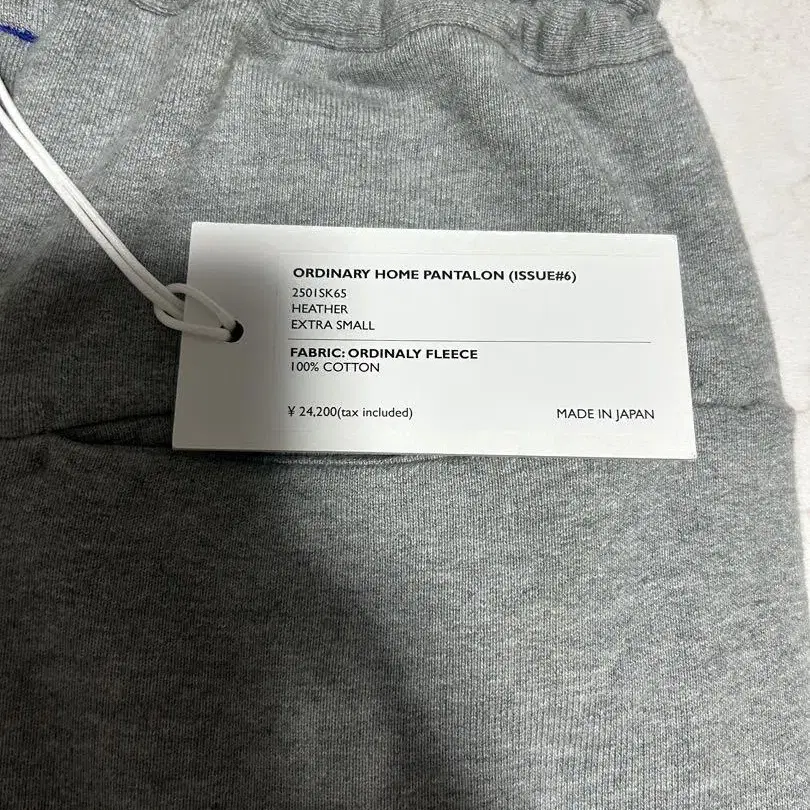 ORDINARY HOME PANTALON (ISSUE#6)
2501SK65
HEATHER
EXTRA SMALL
FABRIC: ORDINALY FLEECE
100% COTTON
¥ 24,200(tax included)
MADE IN JAPAN